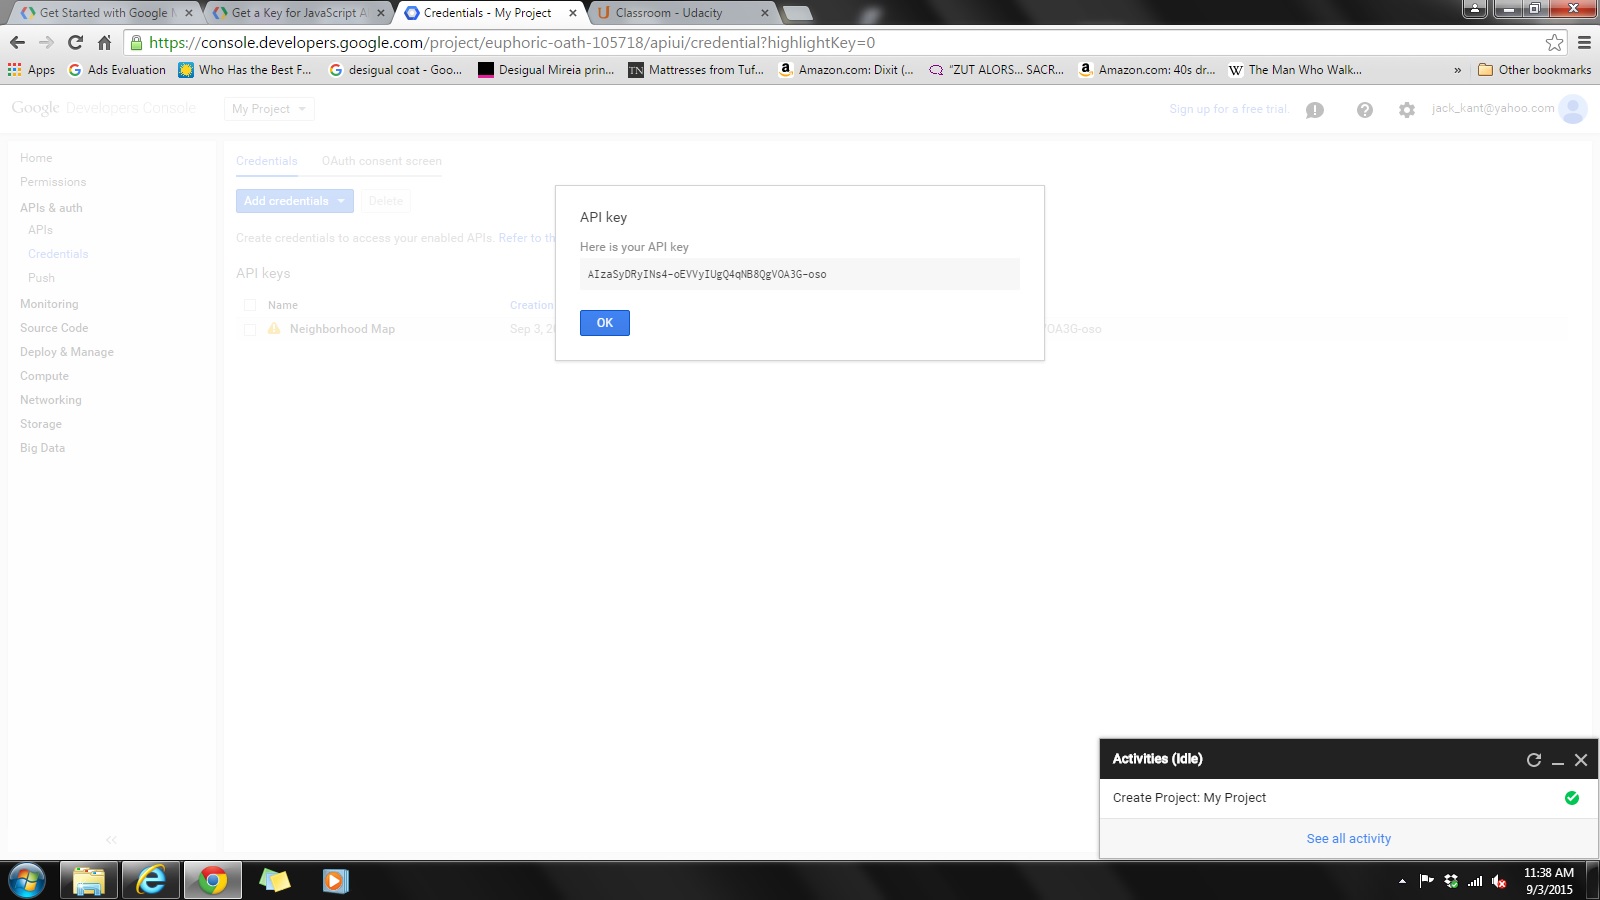 Get Started with Google M
Get a Key for JavaScript A
Credentials - My Project
Classroom - Udacity
https://console.developers.google.com/project/euphoric-oath-105718/apiui/credential?highlightKey=0
Apps
Ads Evaluation
Who Has the Best F...
desigual coat - Goo...
Desigual Mireia prin...
TN
Mattresses from Tuf...
Amazon.com: Dixit (...
"ZUT ALORS... SACR...
Amazon.com: 40s dr...
W
The Man Who Walk...
»
Other bookmarks
Google Developers Console
My Project
Sign up for a free trial.
jack_kant@yahoo.com
Home
Permissions
APIs & auth
APIs
Credentials
Push
Monitoring
Source Code
Deploy & Manage
Compute
Networking
Storage
Big Data
Credentials
OAuth consent screen
Add credentials
Delete
Create credentials to access your enabled APIs. Refer to th
API keys
Name
Creation
Neighborhood Map
Sep 3, 20
OA3G-oso
API key
Here is your API key
AIzaSyDRyINs4-oEVVyIUgQ4qNB8QgVOA3G-oso
OK
Activities (Idle)
Create Project: My Project
See all activity
11:38 AM
9/3/2015